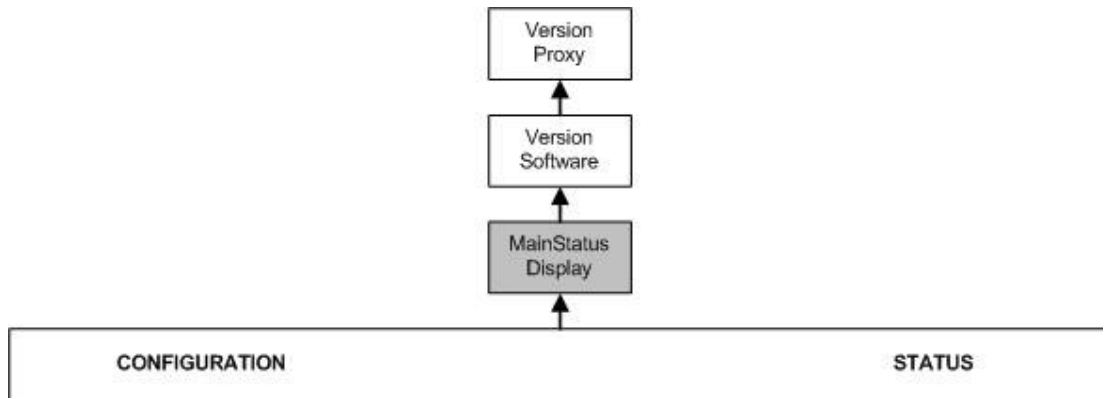 Version
Proxy
Version
Software
MainStatus
Display
CONFIGURATION
STATUS